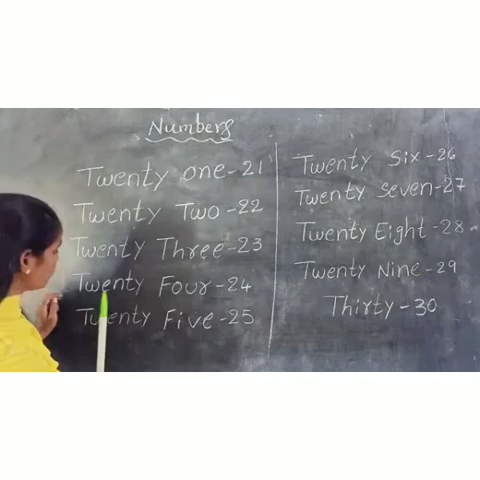 Numbers
Twenty one-21
Twenty Two-22
Twenty Three-23
Twenty Four-24
Twenty Five-25
Twenty Six-26
Twenty Seven-27
Twenty Eight-28
Twenty Nine-29
Thirty-30